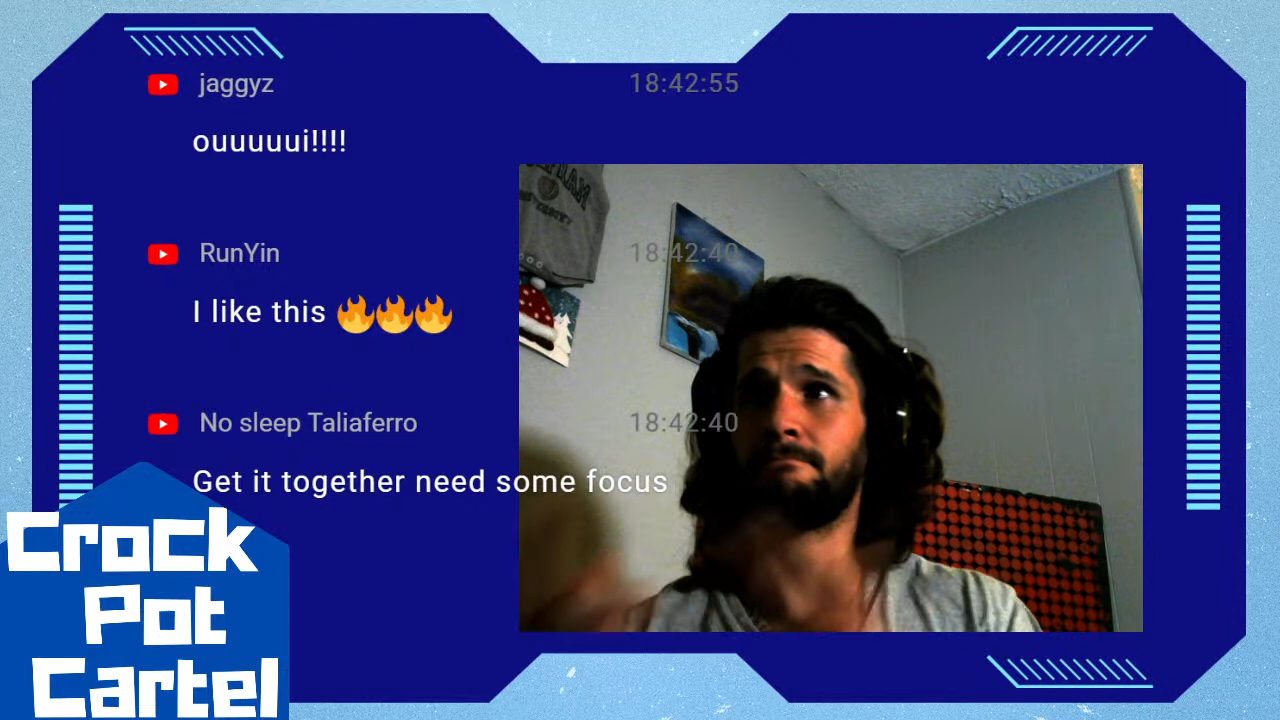 jaggyz 18:42:55
ouuuuui!!!!
RunYin 18:42:40
I like this 🔥🔥🔥
No sleep Taliaferro 18:42:40
Get it together need some focus
Crock
Pot
Cartel